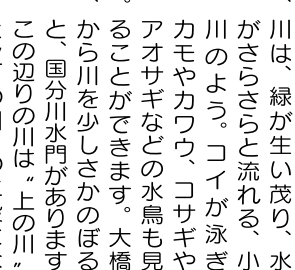 川は、緑が生い茂り、水
がさらさらと流れる、小
川のよう。コイが泳ぎ
カモやカワウ、コサギや
アオサギなどの水鳥も見
ることができます。大橋
から川を少しさかのぼる
と、国分川水門があります
この辺りの川は“上の川”